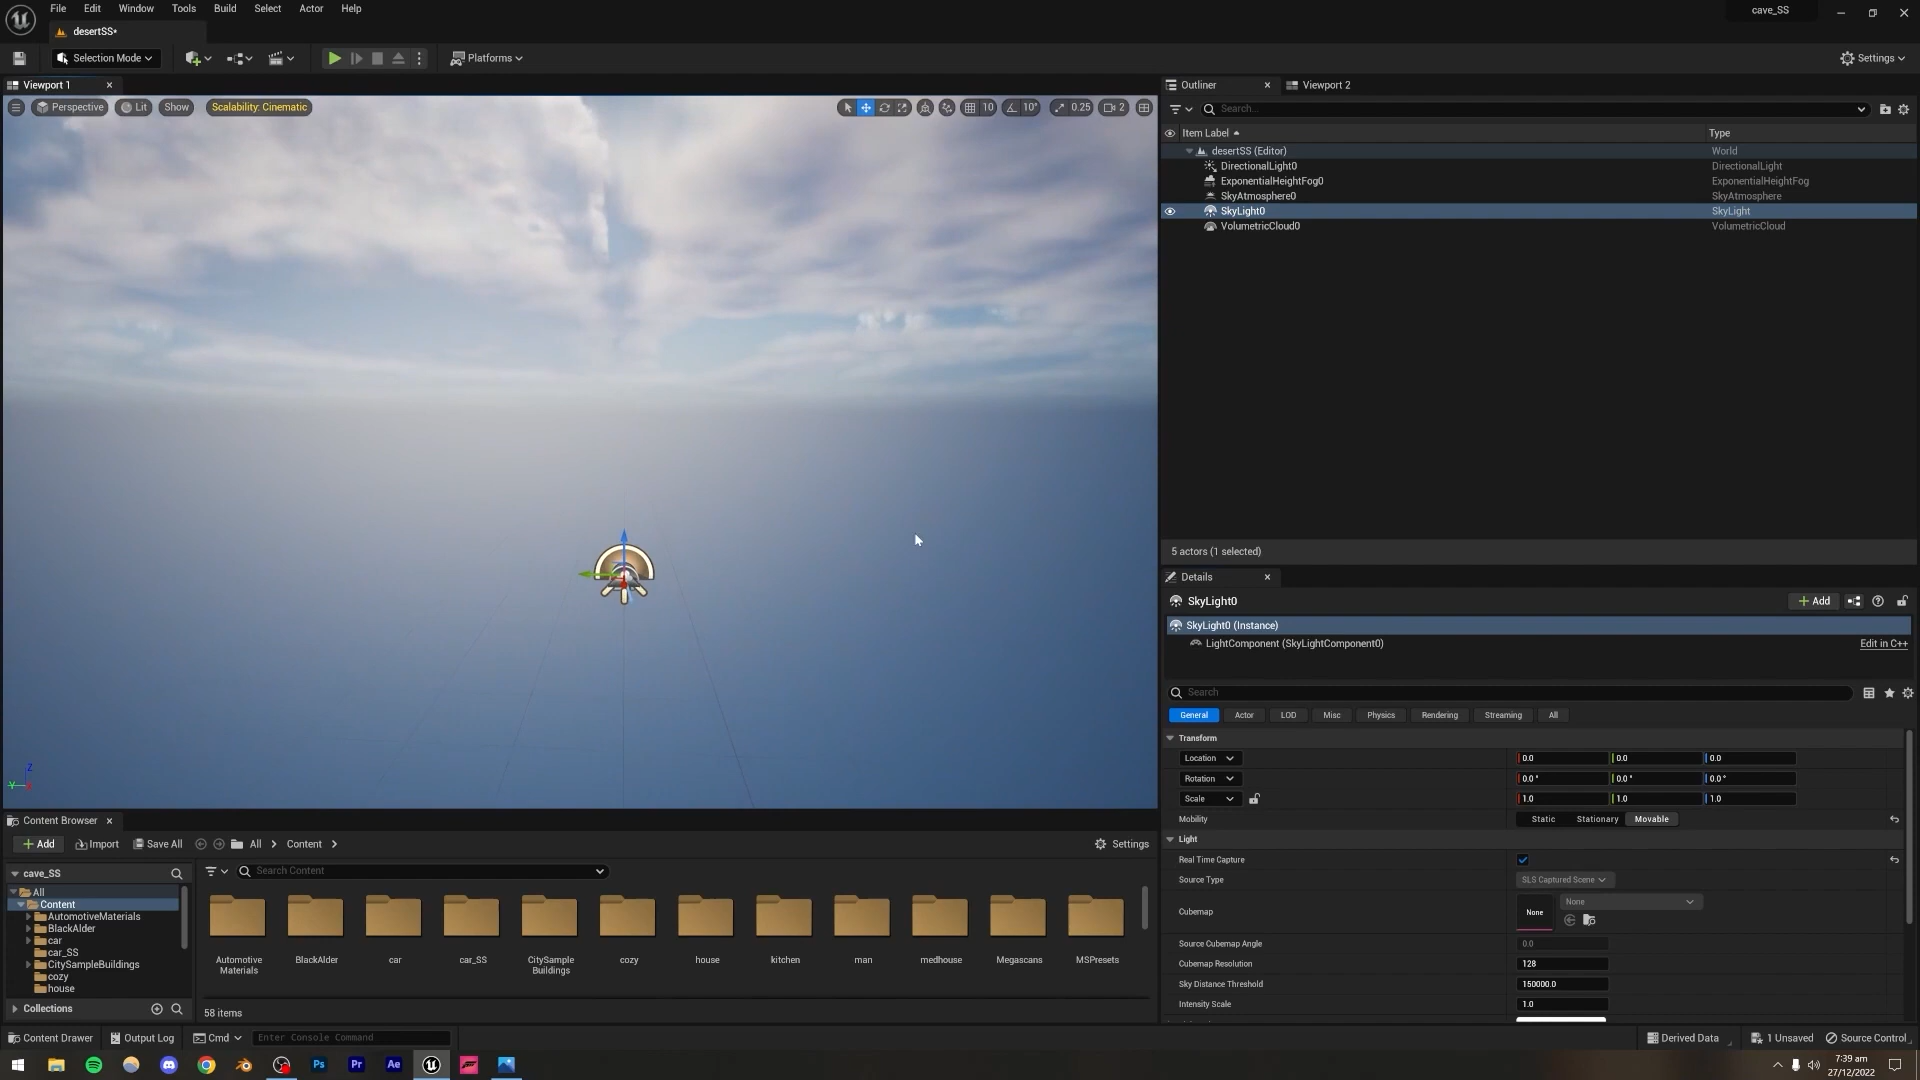 File Edit Window Tools Build Select Actor Help
cave_SS
desertSS•
Selection Mode
Platforms
Settings
Viewport 1
Perspective Lit Show Scalability: Cinematic
10 10° 0.25 2
Outliner Viewport 2
Search...
Item Label Type
desertSS (Editor) World
DirectionalLight0 DirectionalLight
ExponentialHeightFog0 ExponentialHeightFog
SkyAtmosphere0 SkyAtmosphere
SkyLight0 SkyLight
VolumetricCloud0 VolumetricCloud
5 actors (1 selected)
Details
SkyLight0
Add
SkyLight0 (Instance)
LightComponent (SkyLightComponent0) Edit in C++
Search
General Actor LOD Misc Physics Rendering Streaming All
Transform
Location 0.0 0.0 0.0
Rotation 0.0° 0.0° 0.0°
Scale 1.0 1.0 1.0
Mobility Static Stationary Movable
Light
Real Time Capture
Source Type SLS Captured Scene
Cubemap None None
Source Cubemap Angle 0.0
Cubemap Resolution 128
Sky Distance Threshold 150000.0
Intensity Scale 1.0
Z
Y
Content Browser
Add Import Save All All Content Settings
cave_SS
Search Content
All
Content
AutomotiveMaterials
BlackAlder
car
car_SS
CitySampleBuildings
cozy
house
Collections
Automotive Materials
BlackAlder
car
car_SS
CitySample Buildings
cozy
house
kitchen
man
medhouse
Megascans
MSPresets
58 items
Content Drawer Output Log Cmd Enter Console Command
Derived Data 1 Unsaved Source Control
Ps Pr Ae
7:39 am
27/12/2022